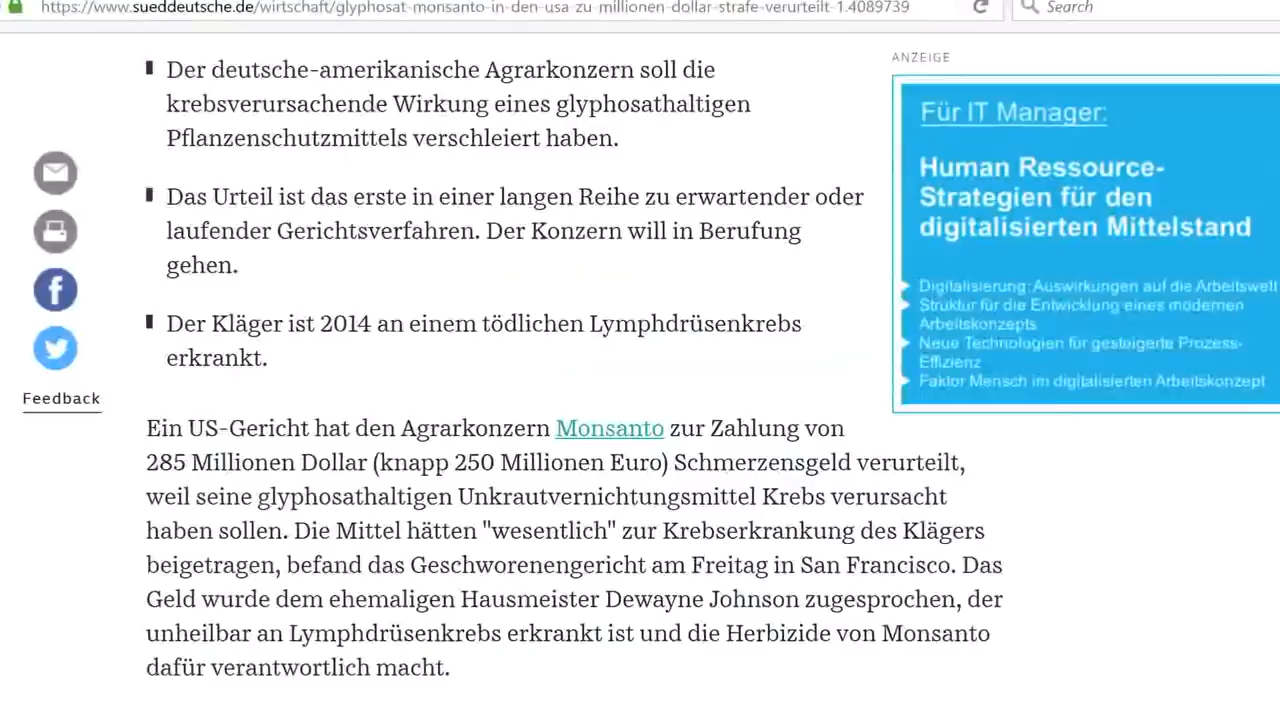 https://www.sueddeutsche.de/wirtschaft/glyphosat-monsanto-in-den-usa-zu-millionen-dollar-strafe-verurteilt-1.4089739
Search
Der deutsche-amerikanische Agrarkonzern soll die
krebsverursachende Wirkung eines glyphosathaltigen
Pflanzenschutzmittels verschleiert haben.
Das Urteil ist das erste in einer langen Reihe zu erwartender oder
laufender Gerichtsverfahren. Der Konzern will in Berufung
gehen.
Der Kläger ist 2014 an einem tödlichen Lymphdrüsenkrebs
erkrankt.
Feedback
Ein US-Gericht hat den Agrarkonzern Monsanto zur Zahlung von
285 Millionen Dollar (knapp 250 Millionen Euro) Schmerzensgeld verurteilt,
weil seine glyphosathaltigen Unkrautvernichtungsmittel Krebs verursacht
haben sollen. Die Mittel hätten "wesentlich" zur Krebserkrankung des Klägers
beigetragen, befand das Geschworenengericht am Freitag in San Francisco. Das
Geld wurde dem ehemaligen Hausmeister Dewayne Johnson zugesprochen, der
unheilbar an Lymphdrüsenkrebs erkrankt ist und die Herbizide von Monsanto
dafür verantwortlich macht.
ANZEIGE
Für IT Manager:
Human Ressource-
Strategien für den
digitalisierten Mittelstand
Digitalisierung: Auswirkungen auf die Arbeitswelt
Struktur für die Entwicklung eines modernen
Arbeitskonzepts
Neue Technologien für gesteigerte Prozess-
Effizienz
Faktor Mensch im digitalisierten Arbeitskonzept